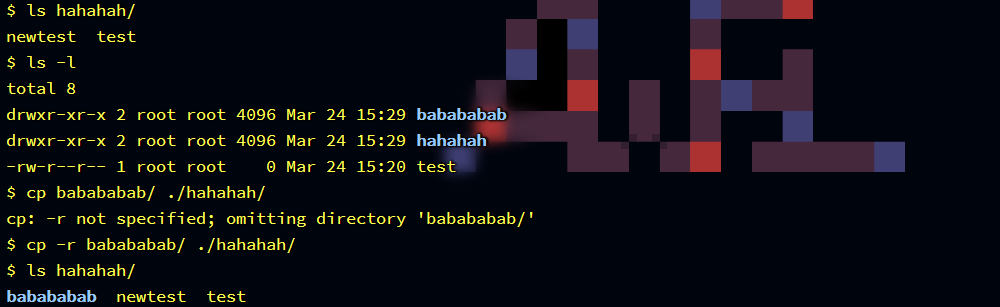 $ ls hahahah/
newtest  test
$ ls -l
total 8
drwxr-xr-x 2 root root 4096 Mar 24 15:29 babababab
drwxr-xr-x 2 root root 4096 Mar 24 15:29 hahahah
-rw-r--r-- 1 root root    0 Mar 24 15:20 test
$ cp babababab/ ./hahahah/
cp: -r not specified; omitting directory 'babababab/'
$ cp -r babababab/ ./hahahah/
$ ls hahahah/
babababab  newtest  test